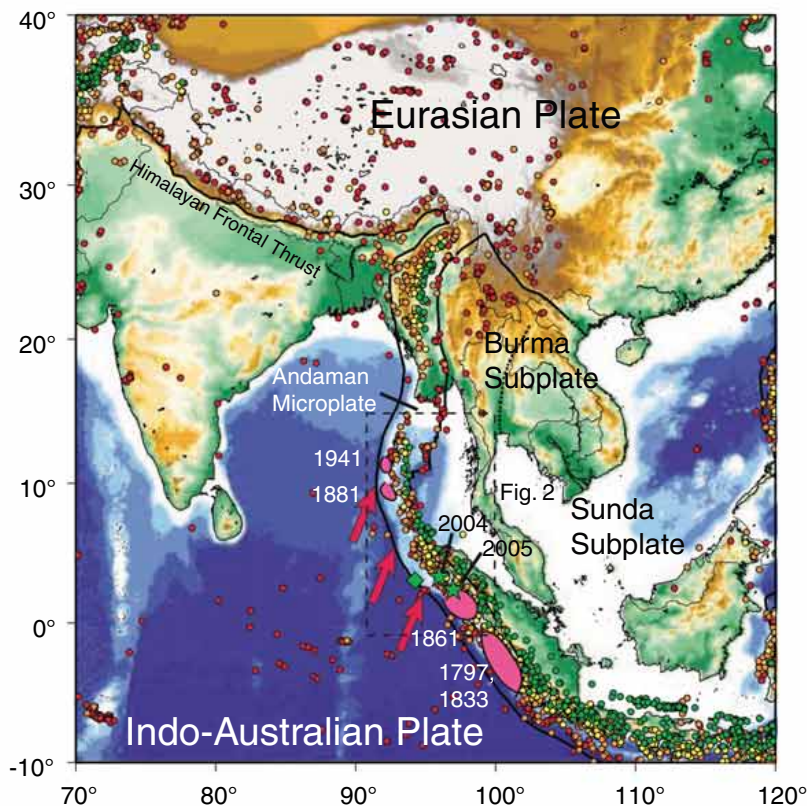 40°
30°
20°
10°
0°
-10°
70°
80°
90°
100°
110°
120°
Eurasian Plate
Himalayan Frontal Thrust
Burma
Subplate
Andaman
Microplate
1941
1881
Fig. 2
Sunda
Subplate
2004
2005
1861
1797,
1833
Indo-Australian Plate